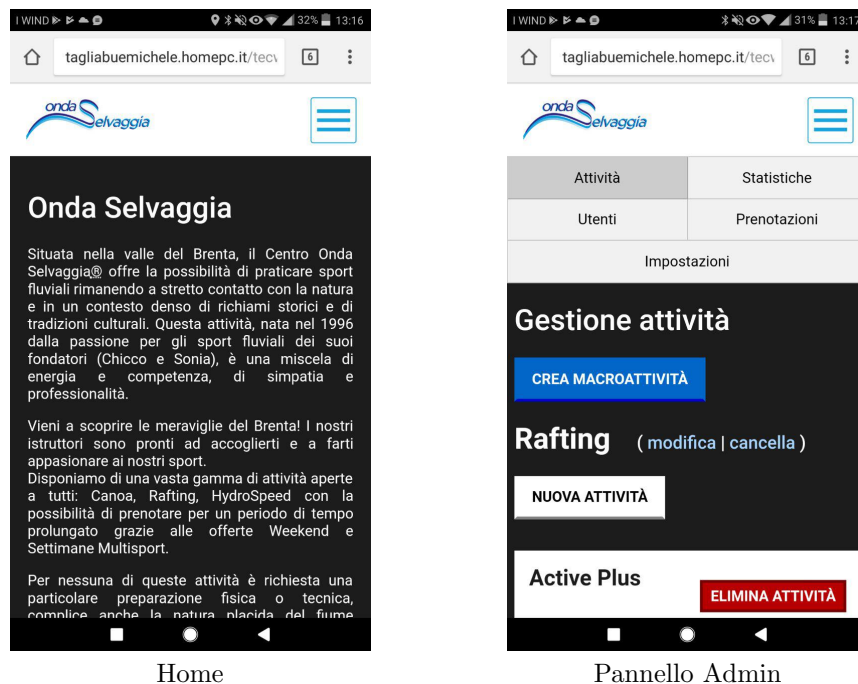 I WIND 32% 13:16
tagliabuemichele.homepc.it/tecv 6
onda Selvaggia
Onda Selvaggia
Situata nella valle del Brenta, il Centro Onda
Selvaggia® offre la possibilità di praticare sport
fluviali rimanendo a stretto contatto con la natura
e in un contesto denso di richiami storici e di
tradizioni culturali. Questa attività, nata nel 1996
dalla passione per gli sport fluviali dei suoi
fondatori (Chicco e Sonia), è una miscela di
energia e competenza, di simpatia e
professionalità.
Vieni a scoprire le meraviglie del Brenta! I nostri
istruttori sono pronti ad accoglierti e a farti
appasionare ai nostri sport.
Disponiamo di una vasta gamma di attività aperte
a tutti: Canoa, Rafting, HydroSpeed con la
possibilità di prenotare per un periodo di tempo
prolungato grazie alle offerte Weekend e
Settimane Multisport.
Per nessuna di queste attività è richiesta una
particolare preparazione fisica o tecnica,
complice anche la natura placida del fiume
Home
I WIND 31% 13:17
tagliabuemichele.homepc.it/tecv 6
onda Selvaggia
Attività Statistiche
Utenti Prenotazioni
Impostazioni
Gestione attività
CREA MACROATTIVITÀ
Rafting ( modifica | cancella )
NUOVA ATTIVITÀ
Active Plus
ELIMINA ATTIVITÀ
Pannello Admin